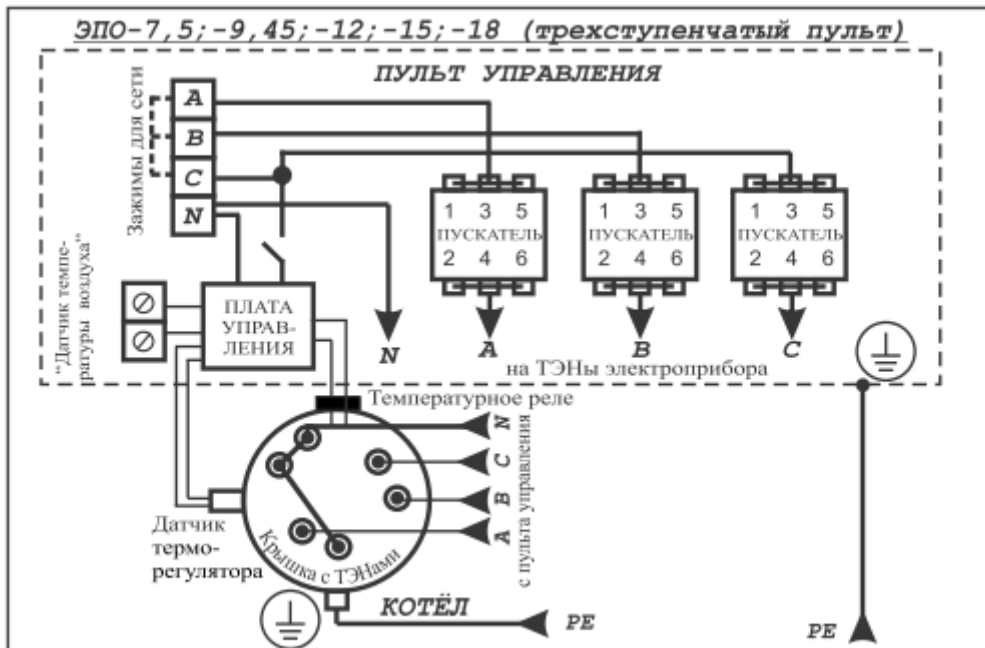 ЭПО-7,5;-9,45;-12;-15;-18 (трехступенчатый пульт)
ПУЛЬТ УПРАВЛЕНИЯ
Зажимы для сети
A
B
C
N
1 3 5
ПУСКАТЕЛЬ
2 4 6
1 3 5
ПУСКАТЕЛЬ
2 4 6
1 3 5
ПУСКАТЕЛЬ
2 4 6
"Датчик темпе-
ратуры воздуха"
ПЛАТА
УПРАВ-
ЛЕНИЯ
N
A
B
C
на ТЭНы электроприбора
Температурное реле
N
C
B
A
с пульта управления
Датчик
термо-
регулятора
Крышка с ТЭНами
КОТЁЛ
PE
PE